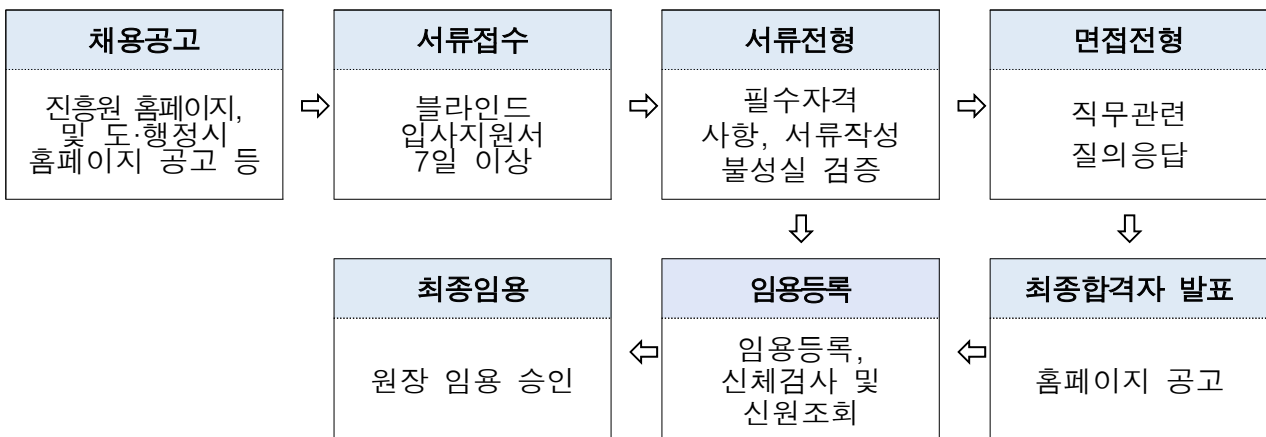 채용공고
진흥원 홈페이지,
및 도·행정시
홈페이지 공고 등
⇨
서류접수
블라인드
입사지원서
7일 이상
⇨
서류전형
필수자격
사항, 서류작성
불성실 검증
⇨
면접전형
직무관련
질의응답
⇩
⇩
최종합격자 발표
홈페이지 공고
⇦
임용등록
임용등록,
신체검사 및
신원조회
⇦
최종임용
원장 임용 승인